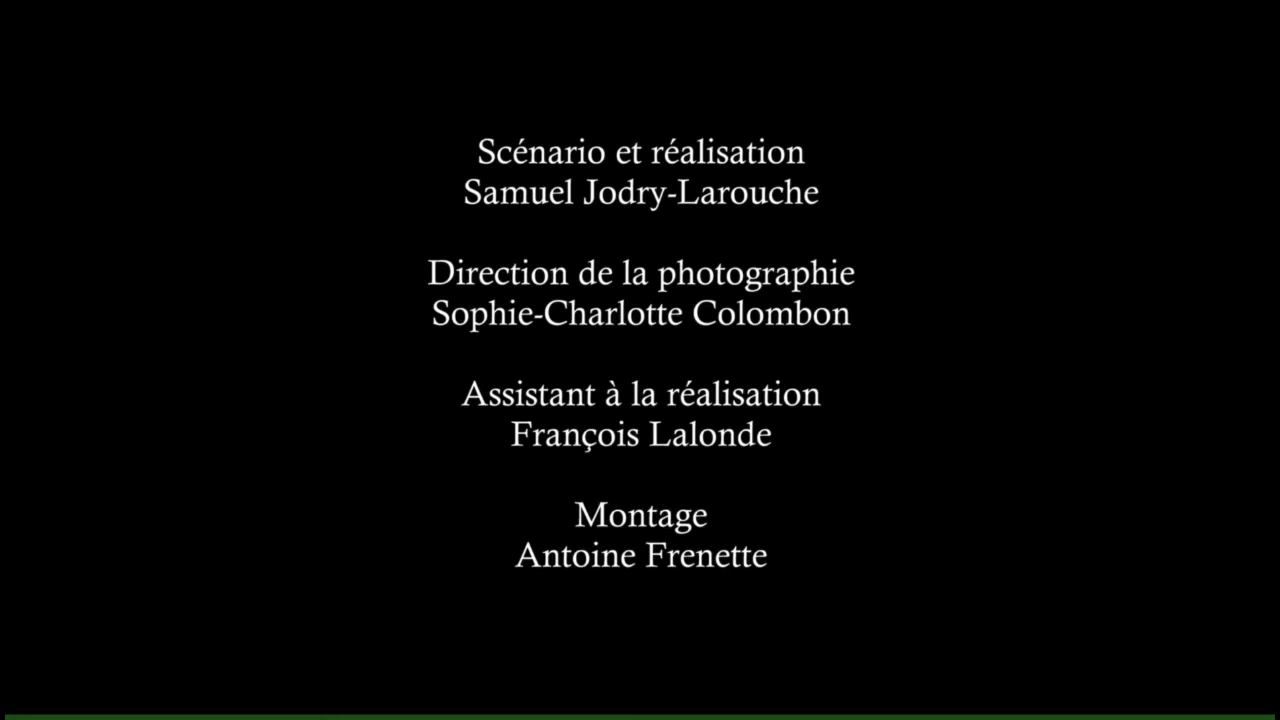 Scénario et réalisation
Samuel Jodry-Larouche
Direction de la photographie
Sophie-Charlotte Colombon
Assistant à la réalisation
François Lalonde
Montage
Antoine Frenette